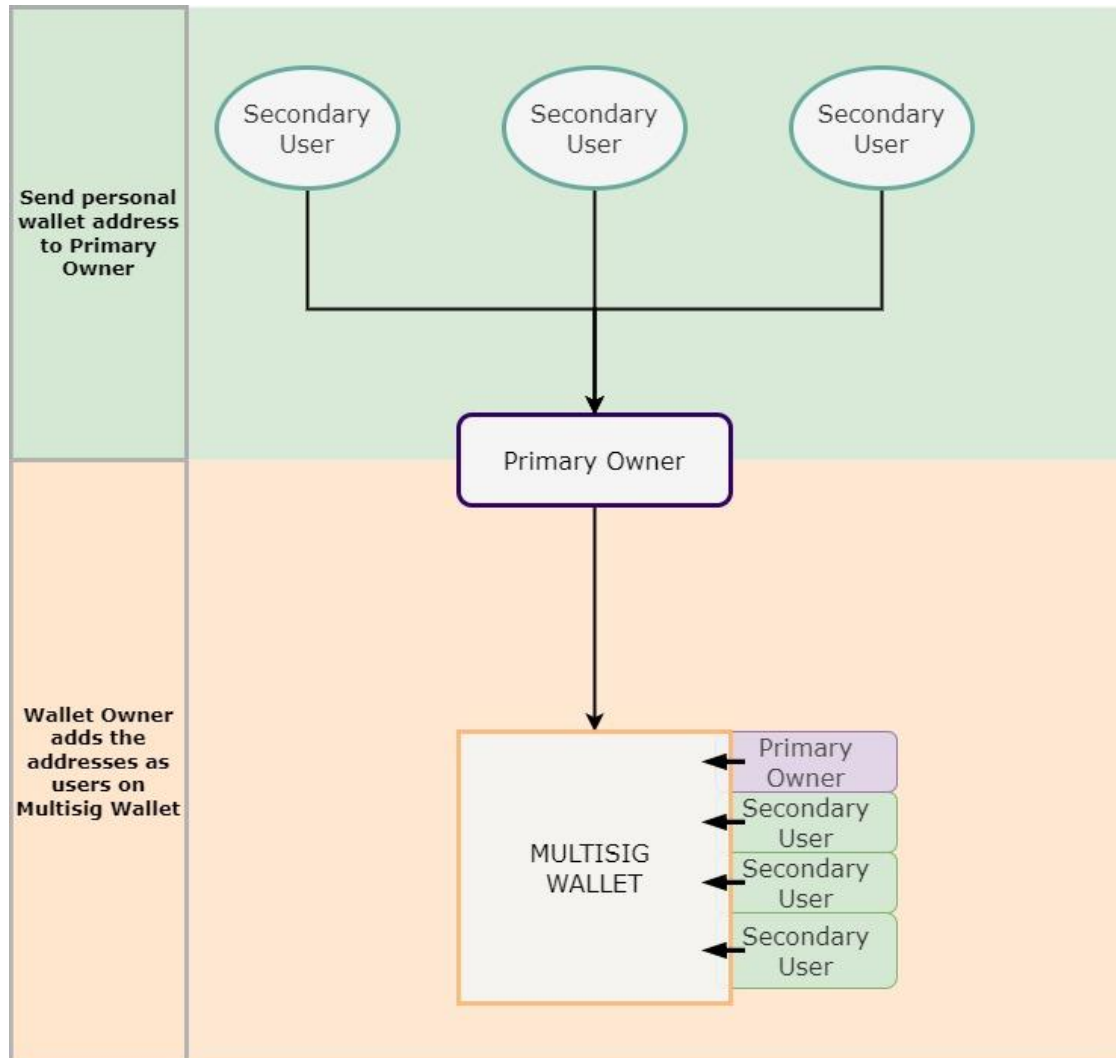 Secondary
User
Secondary
User
Secondary
User
Send personal
wallet address
to Primary
Owner
Primary Owner
Wallet Owner
adds the
addresses as
users on
Multisig Wallet
MULTISIG
WALLET
Primary
Owner
Secondary
User
Secondary
User
Secondary
User